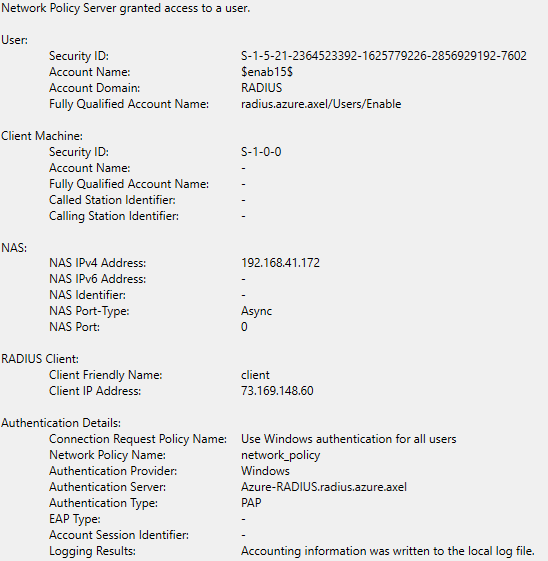 Network Policy Server granted access to a user.
User:
Security ID: S-1-5-21-2364523392-1625779226-2856929192-7602
Account Name: $enab15$
Account Domain: RADIUS
Fully Qualified Account Name: radius.azure.axel/Users/Enable
Client Machine:
Security ID: S-1-0-0
Account Name: -
Fully Qualified Account Name: -
Called Station Identifier: -
Calling Station Identifier: -
NAS:
NAS IPv4 Address: 192.168.41.172
NAS IPv6 Address: -
NAS Identifier: -
NAS Port-Type: Async
NAS Port: 0
RADIUS Client:
Client Friendly Name: client
Client IP Address: 73.169.148.60
Authentication Details:
Connection Request Policy Name: Use Windows authentication for all users
Network Policy Name: network_policy
Authentication Provider: Windows
Authentication Server: Azure-RADIUS.radius.azure.axel
Authentication Type: PAP
EAP Type: -
Account Session Identifier: -
Logging Results: Accounting information was written to the local log file.